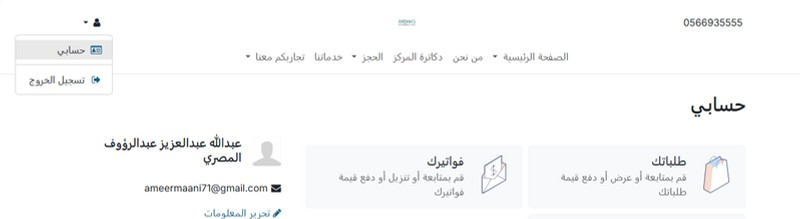 0566935555
حسابي
تسجيل الخروج
الصفحة الرئيسية
من نحن
دكاترة المركز
الحجز
خدماتنا
تجاربكم معنا
حسابي
طلباتك
قم بمتابعة أو عرض أو دفع قيمة
طلباتك
فواتيرك
قم بمتابعة أو تنزيل أو دفع قيمة
فواتيرك
عبدالله عبدالعزيز عبدالرؤوف
المصري
ameermaani71@gmail.com
تحرير المعلومات